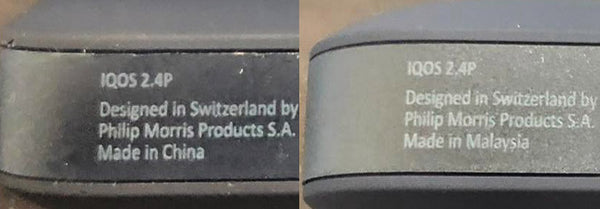 IQOS 2.4P
Designed in Switzerland by
Philip Morris Products S.A.
Made in China
IQOS 2.4P
Designed in Switzerland by
Philip Morris Products S.A.
Made in Malaysia